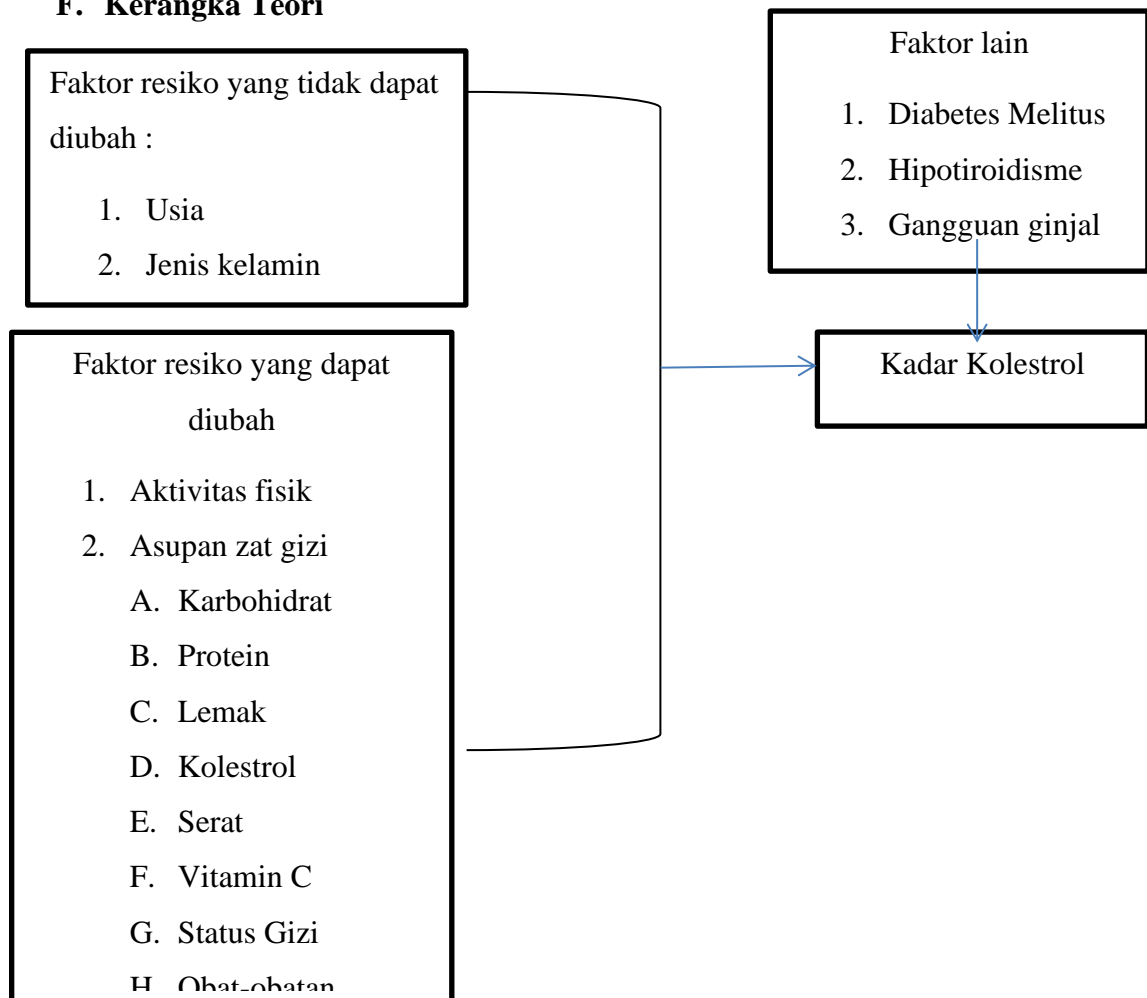 F. Kerangka Teori
Faktor resiko yang tidak dapat
diubah :
1. Usia
2. Jenis kelamin
Faktor resiko yang dapat
diubah
1. Aktivitas fisik
2. Asupan zat gizi
A. Karbohidrat
B. Protein
C. Lemak
D. Kolestrol
E. Serat
F. Vitamin C
G. Status Gizi
H. Obat-obatan
Faktor lain
1. Diabetes Melitus
2. Hipotiroidisme
3. Gangguan ginjal
Kadar Kolestrol